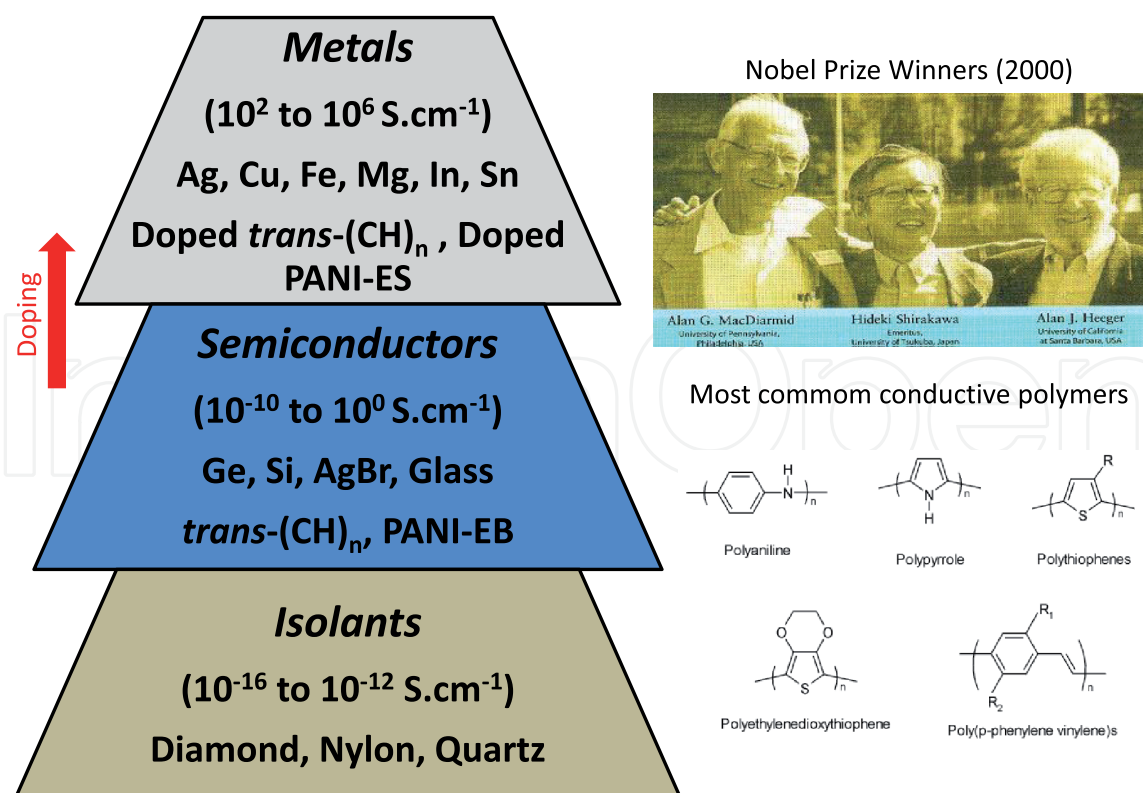 Metals
(10² to 10⁶ S.cm⁻¹)
Ag, Cu, Fe, Mg, In, Sn
Doped trans-(CH)ₙ , Doped
PANI-ES
Doping
Semiconductors
(10⁻¹⁰ to 10⁰ S.cm⁻¹)
Ge, Si, AgBr, Glass
trans-(CH)ₙ, PANI-EB
Isolants
(10⁻¹⁶ to 10⁻¹² S.cm⁻¹)
Diamond, Nylon, Quartz
Nobel Prize Winners (2000)
Alan G. MacDiarmid
University of Pennsylvania,
Philadelphia, USA
Hideki Shirakawa
Emeritus,
University of Tsukuba, Japan
Alan J. Heeger
University of California
at Santa Barbara, USA
Most commom conductive polymers
H
N
n
Polyaniline
N
H
n
Polypyrrole
R
S
n
Polythiophenes
O O
S
n
Polyethylenedioxythiophene
R₁
R₂
n
Poly(p-phenylene vinylene)s